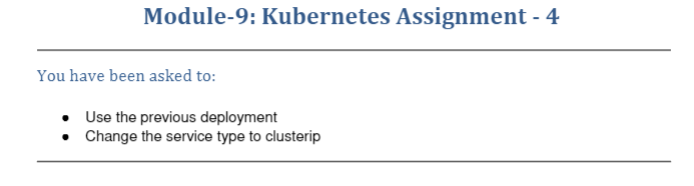 Module-9: Kubernetes Assignment - 4
You have been asked to:
• Use the previous deployment
• Change the service type to clusterip